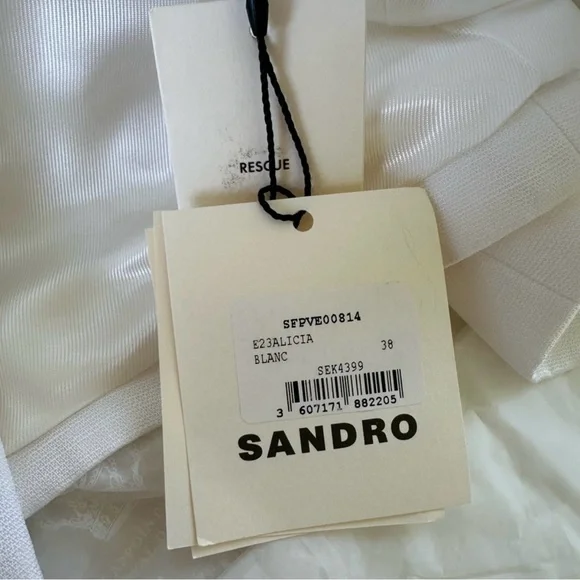 RESCUE
SFPVE00814
E23ALICIA
BLANC 38
SEK4399
3 607171 882205
SANDRO